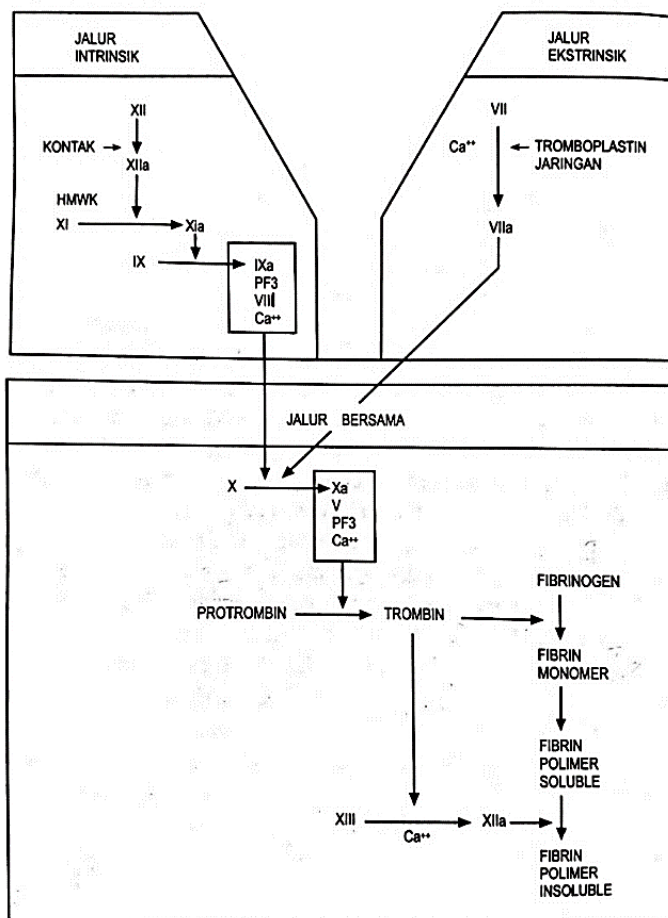 JALUR
INTRINSIK
XII
KONTAK
XIIa
HMWK
XI
Xia
IX
IXa
PF3
VIII
Ca++
JALUR
EKSTRINSIK
VII
Ca++
TROMBOPLASTIN
JARINGAN
VIIa
JALUR BERSAMA
X
Xa
V
PF3
Ca++
PROTROMBIN
TROMBIN
FIBRINOGEN
FIBRIN
MONOMER
FIBRIN
POLIMER
SOLUBLE
XIII
Ca++
XIIa
FIBRIN
POLIMER
INSOLUBLE